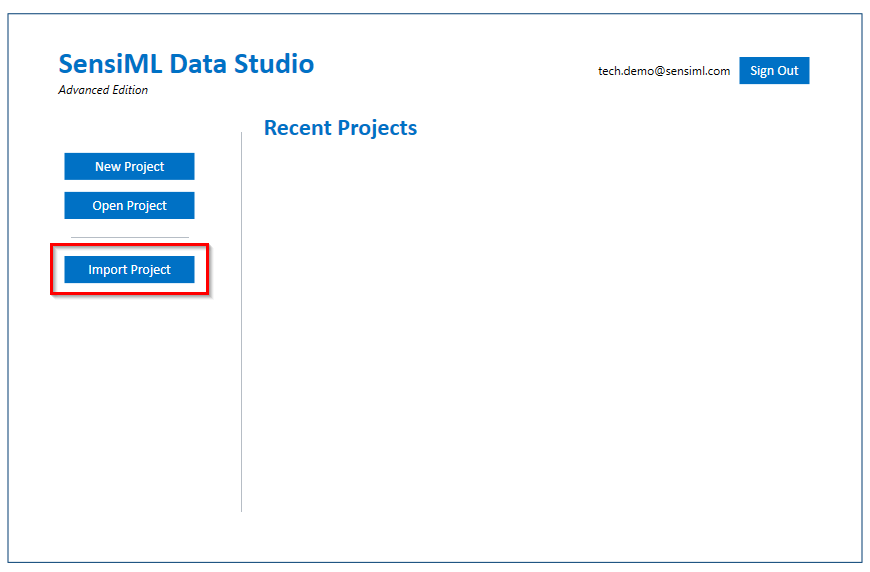 SensiML Data Studio
Advanced Edition
tech.demo@sensiml.com
Sign Out
Recent Projects
New Project
Open Project
Import Project